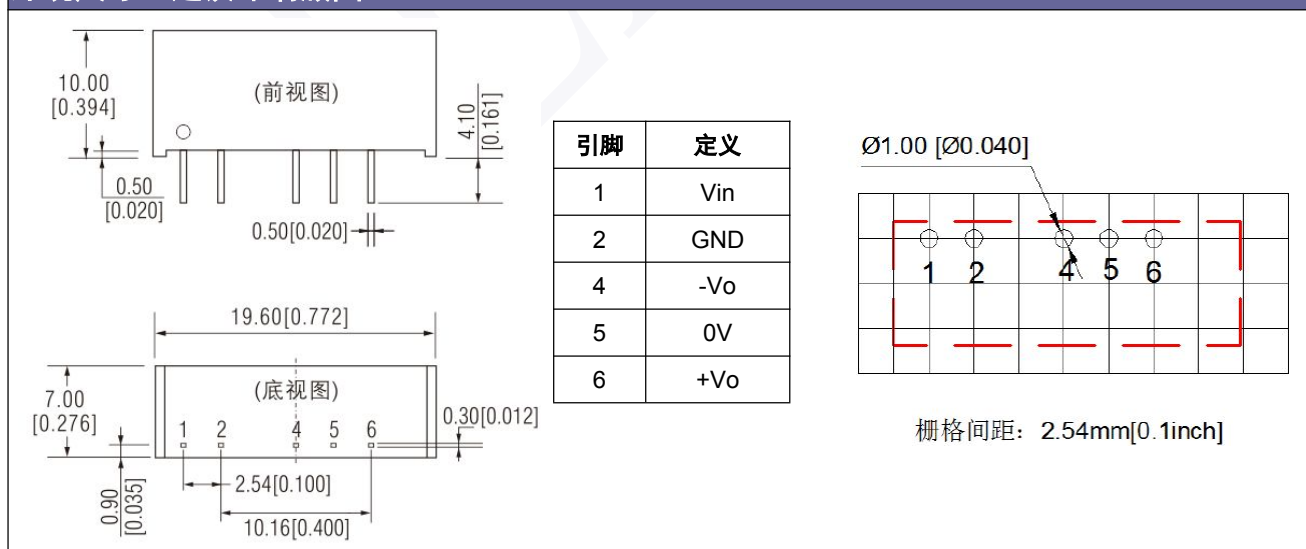 (前视图)
10.00
[0.394]
4.10
[0.161]
0.50
[0.020]
0.50[0.020]
19.60[0.772]
(底视图)
7.00
[0.276]
1 2 4 5 6
0.30[0.012]
0.90
[0.035]
2.54[0.100]
10.16[0.400]
引脚 定义
1 Vin
2 GND
4 -Vo
5 0V
6 +Vo
Ø1.00 [Ø0.040]
1 2 4 5 6
栅格间距：2.54mm[0.1inch]